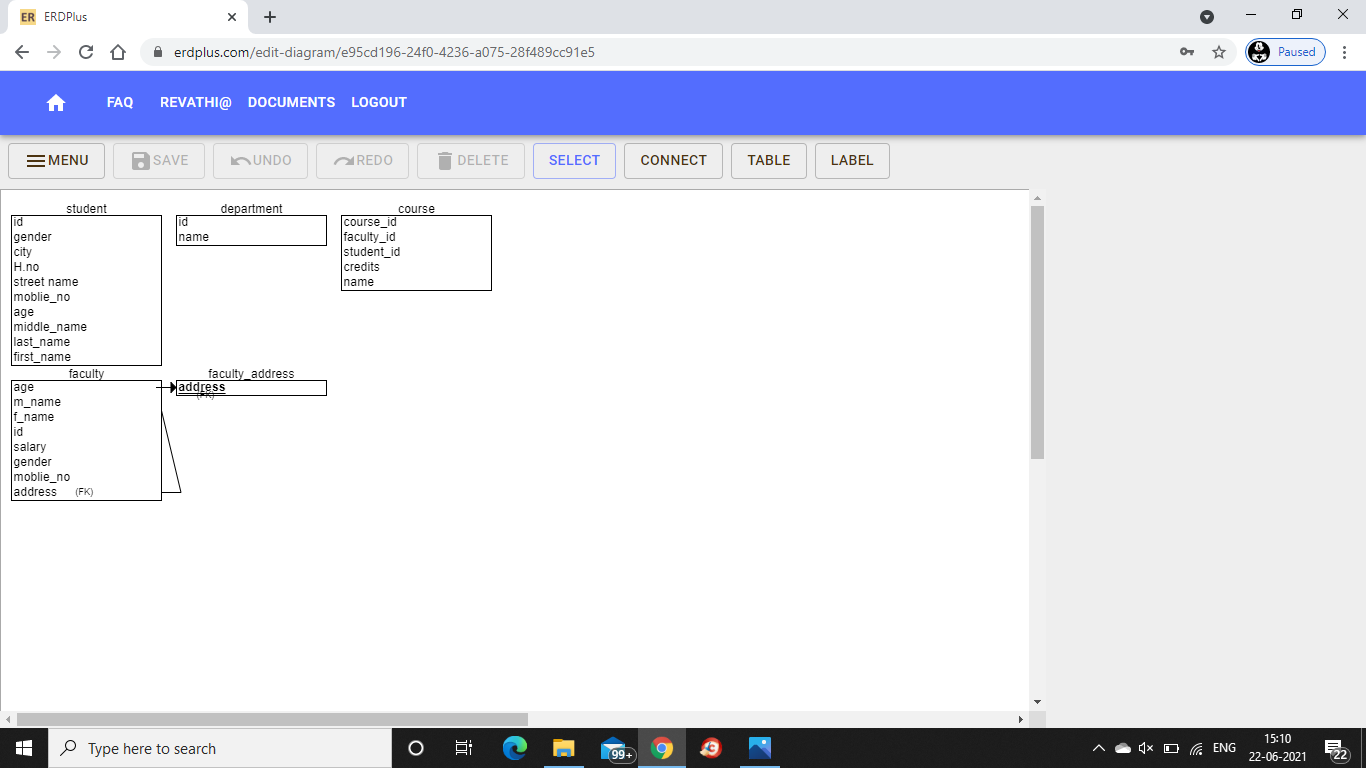 ER ERDPlus
erdplus.com/edit-diagram/e95cd196-24f0-4236-a075-28f489cc91e5
Paused
FAQ REVATHI@ DOCUMENTS LOGOUT
MENU SAVE UNDO REDO DELETE SELECT CONNECT TABLE LABEL
student
id
gender
city
H.no
street name
moblie_no
age
middle_name
last_name
first_name
department
id
name
course
course_id
faculty_id
student_id
credits
name
faculty
age
m_name
f_name
id
salary
gender
moblie_no
address (FK)
faculty_address
address
(FK)
Type here to search
99+
ENG
15:10
22-06-2021
22